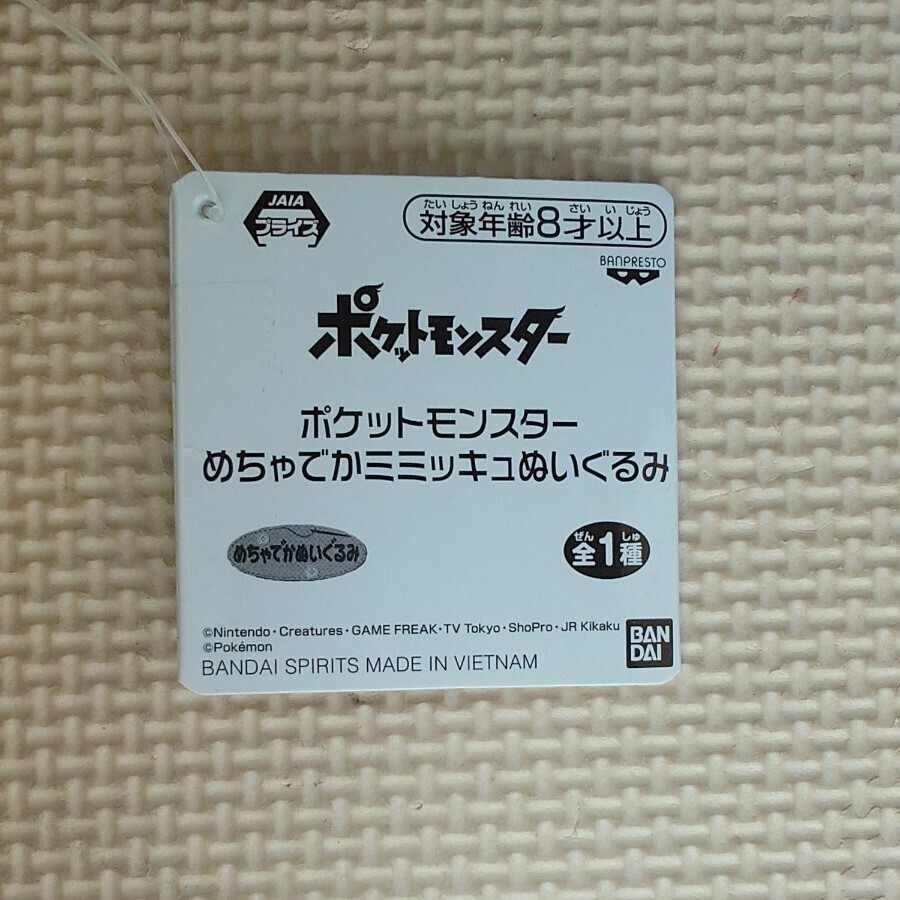 JAIA
プライズ
たいしょうねんれい さい いじょう
対象年齢8才以上
BANPRESTO
ポケットモンスター
ポケットモンスター
めちゃでかミミッキュぬいぐるみ
めちゃでかぬいぐるみ
ぜん しゅ
全1種
©Nintendo・Creatures・GAME FREAK・TV Tokyo・ShoPro・JR Kikaku
©Pokémon
BANDAI SPIRITS MADE IN VIETNAM
BAN
DAI